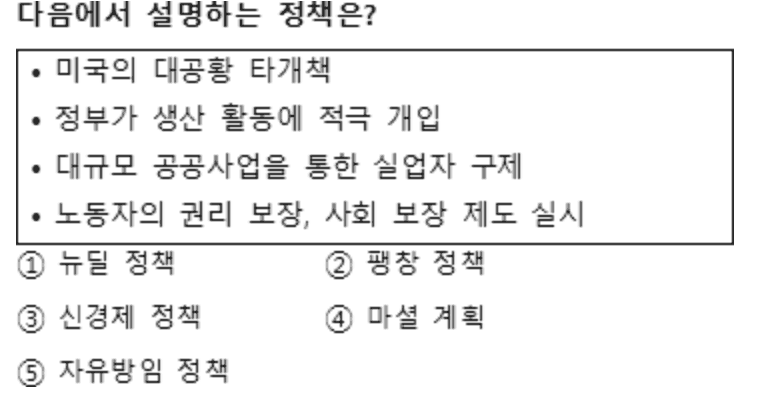 다음에서 설명하는 정책은?
• 미국의 대공황 타개책
• 정부가 생산 활동에 적극 개입
• 대규모 공공사업을 통한 실업자 구제
• 노동자의 권리 보장, 사회 보장 제도 실시
① 뉴딜 정책 ② 팽창 정책
③ 신경제 정책 ④ 마셜 계획
⑤ 자유방임 정책